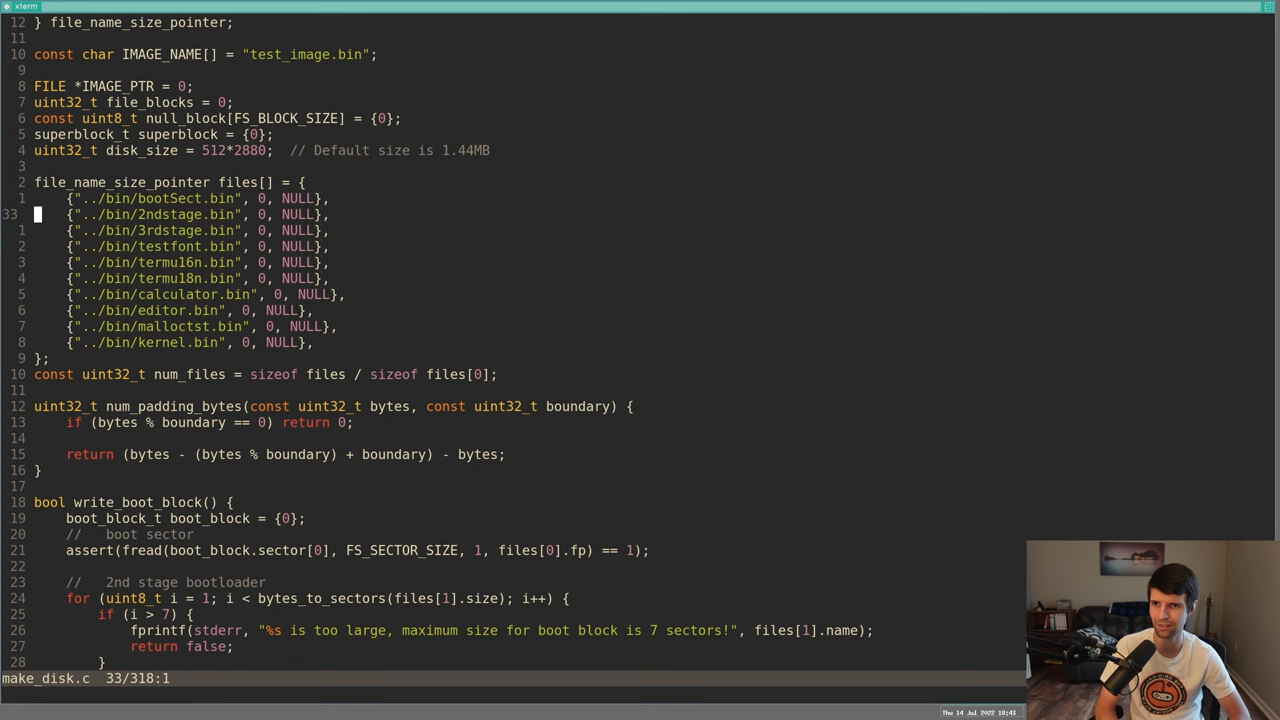 xterm
12 } file_name_size_pointer;
11
10 const char IMAGE_NAME[] = "test_image.bin";
9
8 FILE *IMAGE_PTR = 0;
7 uint32_t file_blocks = 0;
6 const uint8_t null_block[FS_BLOCK_SIZE] = {0};
5 superblock_t superblock = {0};
4 uint32_t disk_size = 512*2880;  // Default size is 1.44MB
3
2 file_name_size_pointer files[] = {
1     {"../bin/bootSect.bin", 0, NULL},
33     {"../bin/2ndstage.bin", 0, NULL},
1     {"../bin/3rdstage.bin", 0, NULL},
2     {"../bin/testfont.bin", 0, NULL},
3     {"../bin/termu16n.bin", 0, NULL},
4     {"../bin/termu18n.bin", 0, NULL},
5     {"../bin/calculator.bin", 0, NULL},
6     {"../bin/editor.bin", 0, NULL},
7     {"../bin/malloctst.bin", 0, NULL},
8     {"../bin/kernel.bin", 0, NULL},
9 };
10 const uint32_t num_files = sizeof files / sizeof files[0];
11
12 uint32_t num_padding_bytes(const uint32_t bytes, const uint32_t boundary) {
13     if (bytes % boundary == 0) return 0;
14
15     return (bytes - (bytes % boundary) + boundary) - bytes;
16 }
17
18 bool write_boot_block() {
19     boot_block_t boot_block = {0};
20     //   boot sector
21     assert(fread(boot_block.sector[0], FS_SECTOR_SIZE, 1, files[0].fp) == 1);
22
23     //   2nd stage bootloader
24     for (uint8_t i = 1; i < bytes_to_sectors(files[1].size); i++) {
25         if (i > 7) {
26             fprintf(stderr, "%s is too large, maximum size for boot block is 7 sectors!", files[1].name);
27             return false;
28         }
make_disk.c  33/318:1
Thu 14 Jul 2022 18:43